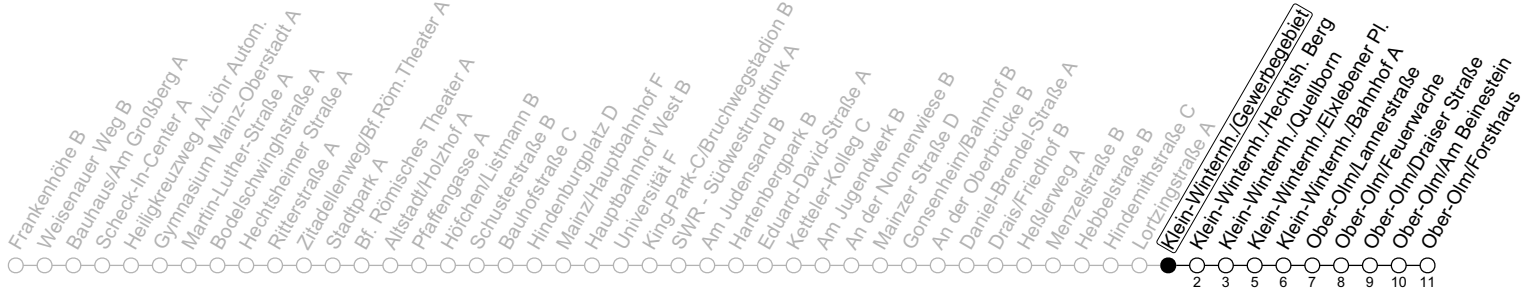 Frankenhöhe B
Weisenauer Weg B
Bauhaus/Am Großberg A
Scheck-In-Center A
Heiligkreuzweg A/Löhr Autom.
Gymnasium Mainz-Oberstadt A
Martin-Luther-Straße A
Bodelschwinghstraße A
Hechtsheimer Straße A
Ritterstraße A
Zitadellenweg/Bf.Röm.Theater A
Stadtpark A
Bf. Römisches Theater A
Altstadt/Holzhof A
Pfaffengasse A
Höfchen/Listmann B
Schusterstraße B
Bauhofstraße C
Hindenburgplatz D
Mainz/Hauptbahnhof F
Hauptbahnhof West B
Universität F
King-Park-C/Bruchwegstadion B
SWR - Südwestrundfunk A
Am Judensand B
Hartenbergpark B
Eduard-David-Straße A
Ketteler-Kolleg C
Am Jugendwerk B
An der Nonnenwiese B
Mainzer Straße D
Gonsenheim/Bahnhof B
An der Oberbrücke B
Daniel-Brendel-Straße A
Drais/Friedhof B
Heßlerweg A
Menzelstraße B
Hebbelstraße B
Hindemithstraße C
Lortzingstraße A
Klein-Winternh./Gewerbegebiet
Klein-Winternh./Hechtsh. Berg
Klein-Winternh./Quellborn
Klein-Winternh./Elxlebener Pl.
Klein-Winternh./Bahnhof A
Ober-Olm/Lannerstraße
Ober-Olm/Feuerwache
Ober-Olm/Draiser Straße
Ober-Olm/Am Beinestein
Ober-Olm/Forsthaus
2 3 5 6 6 7 8 9 10 11